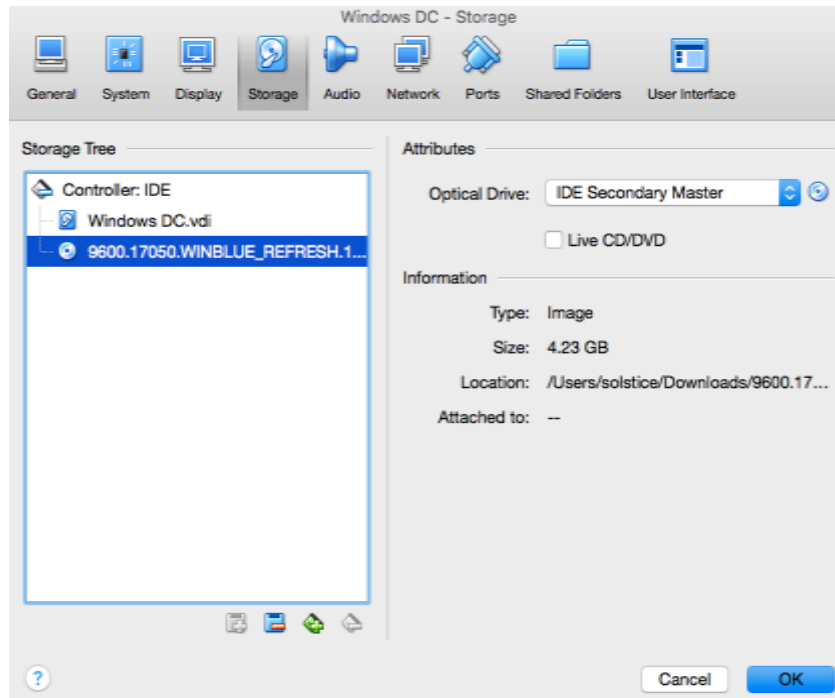 Windows DC - Storage
General System Display Storage Audio Network Ports Shared Folders User Interface
Storage Tree
Controller: IDE
Windows DC.vdi
9600.17050.WINBLUE_REFRESH.1...
Attributes
Optical Drive: IDE Secondary Master
Live CD/DVD
Information
Type: Image
Size: 4.23 GB
Location: /Users/solstice/Downloads/9600.17...
Attached to: --
? Cancel OK